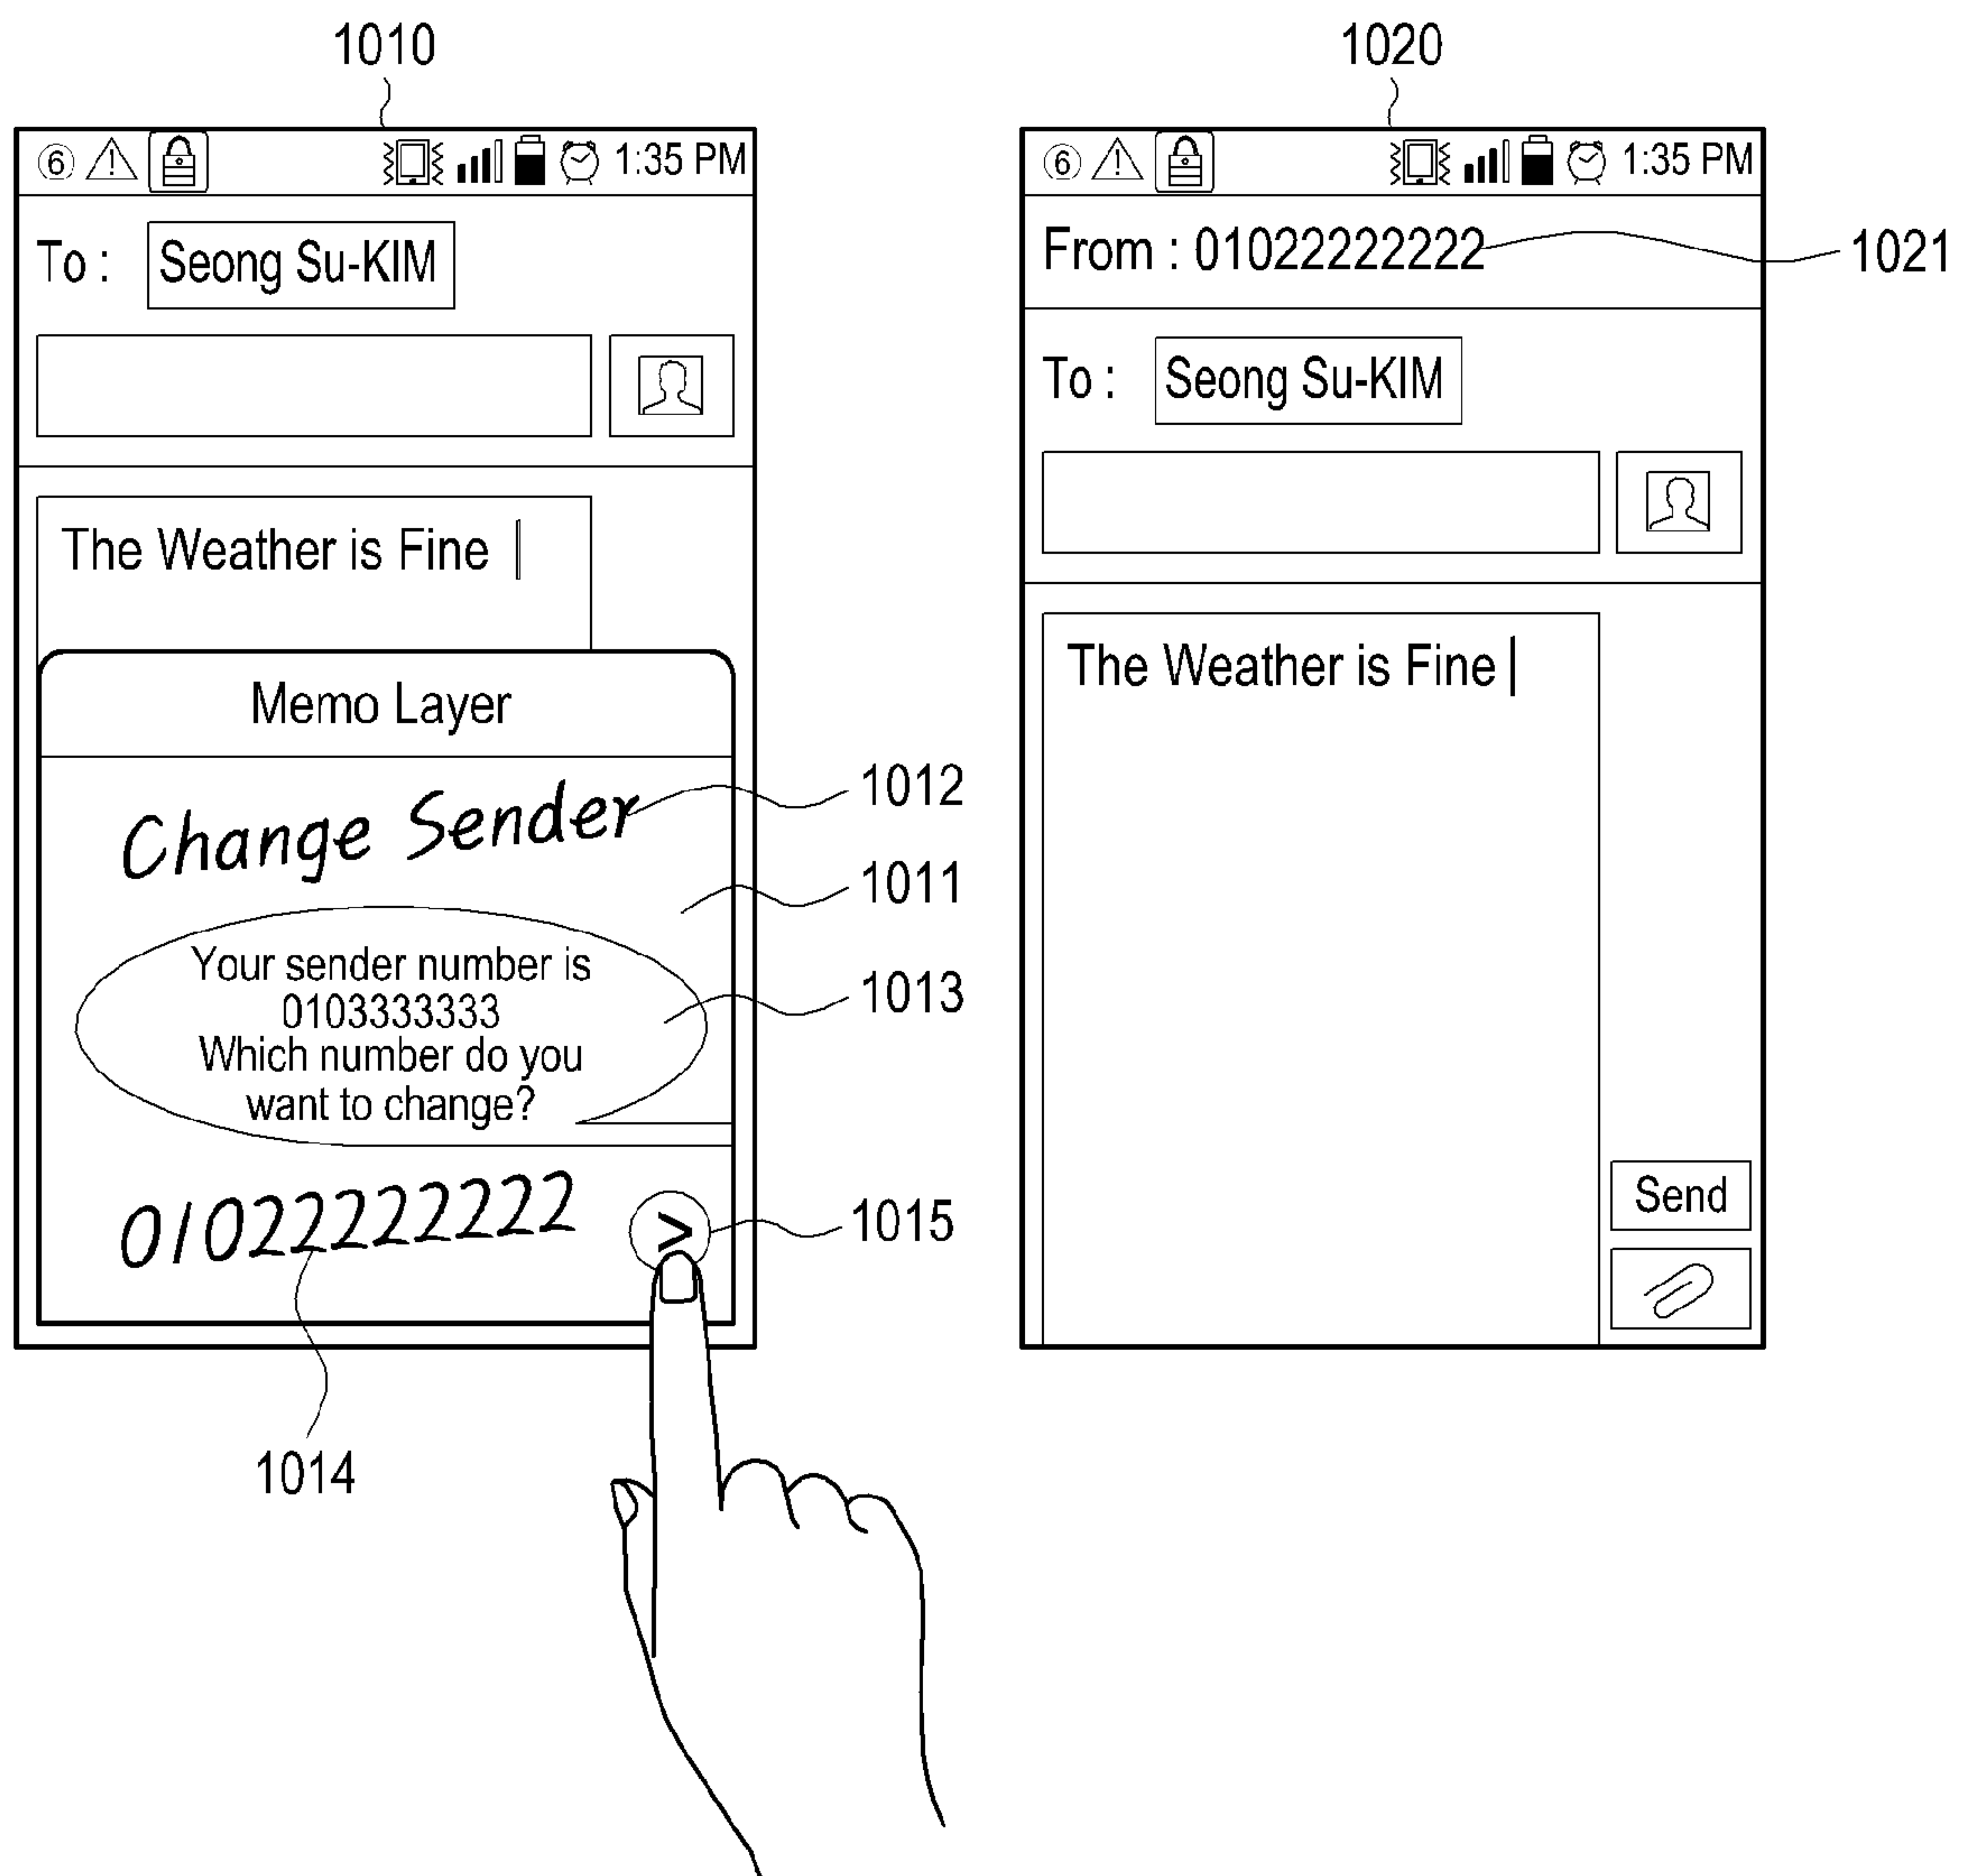 1010
6 ! 1:35 PM
To : Seong Su-KIM
The Weather is Fine
Memo Layer
Change Sender
1012
1011
Your sender number is
0103333333
Which number do you
want to change?
1013
01022222222
>
1015
1014
1020
6 ! 1:35 PM
From : 01022222222
1021
To : Seong Su-KIM
The Weather is Fine
Send